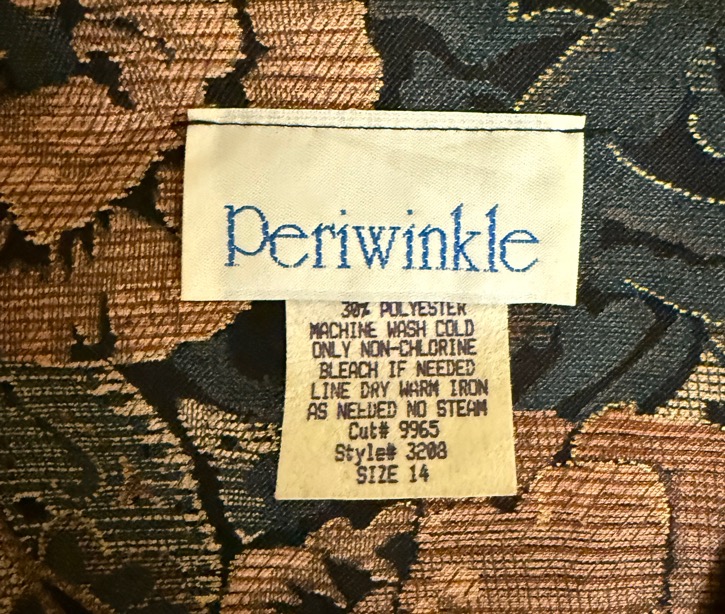 Periwinkle
30% POLYESTER
MACHINE WASH COLD
ONLY NON-CHLORINE
BLEACH IF NEEDED
LINE DRY WARM IRON
AS NEEDED NO STEAM
Cut# 9965
Style# 3208
SIZE 14